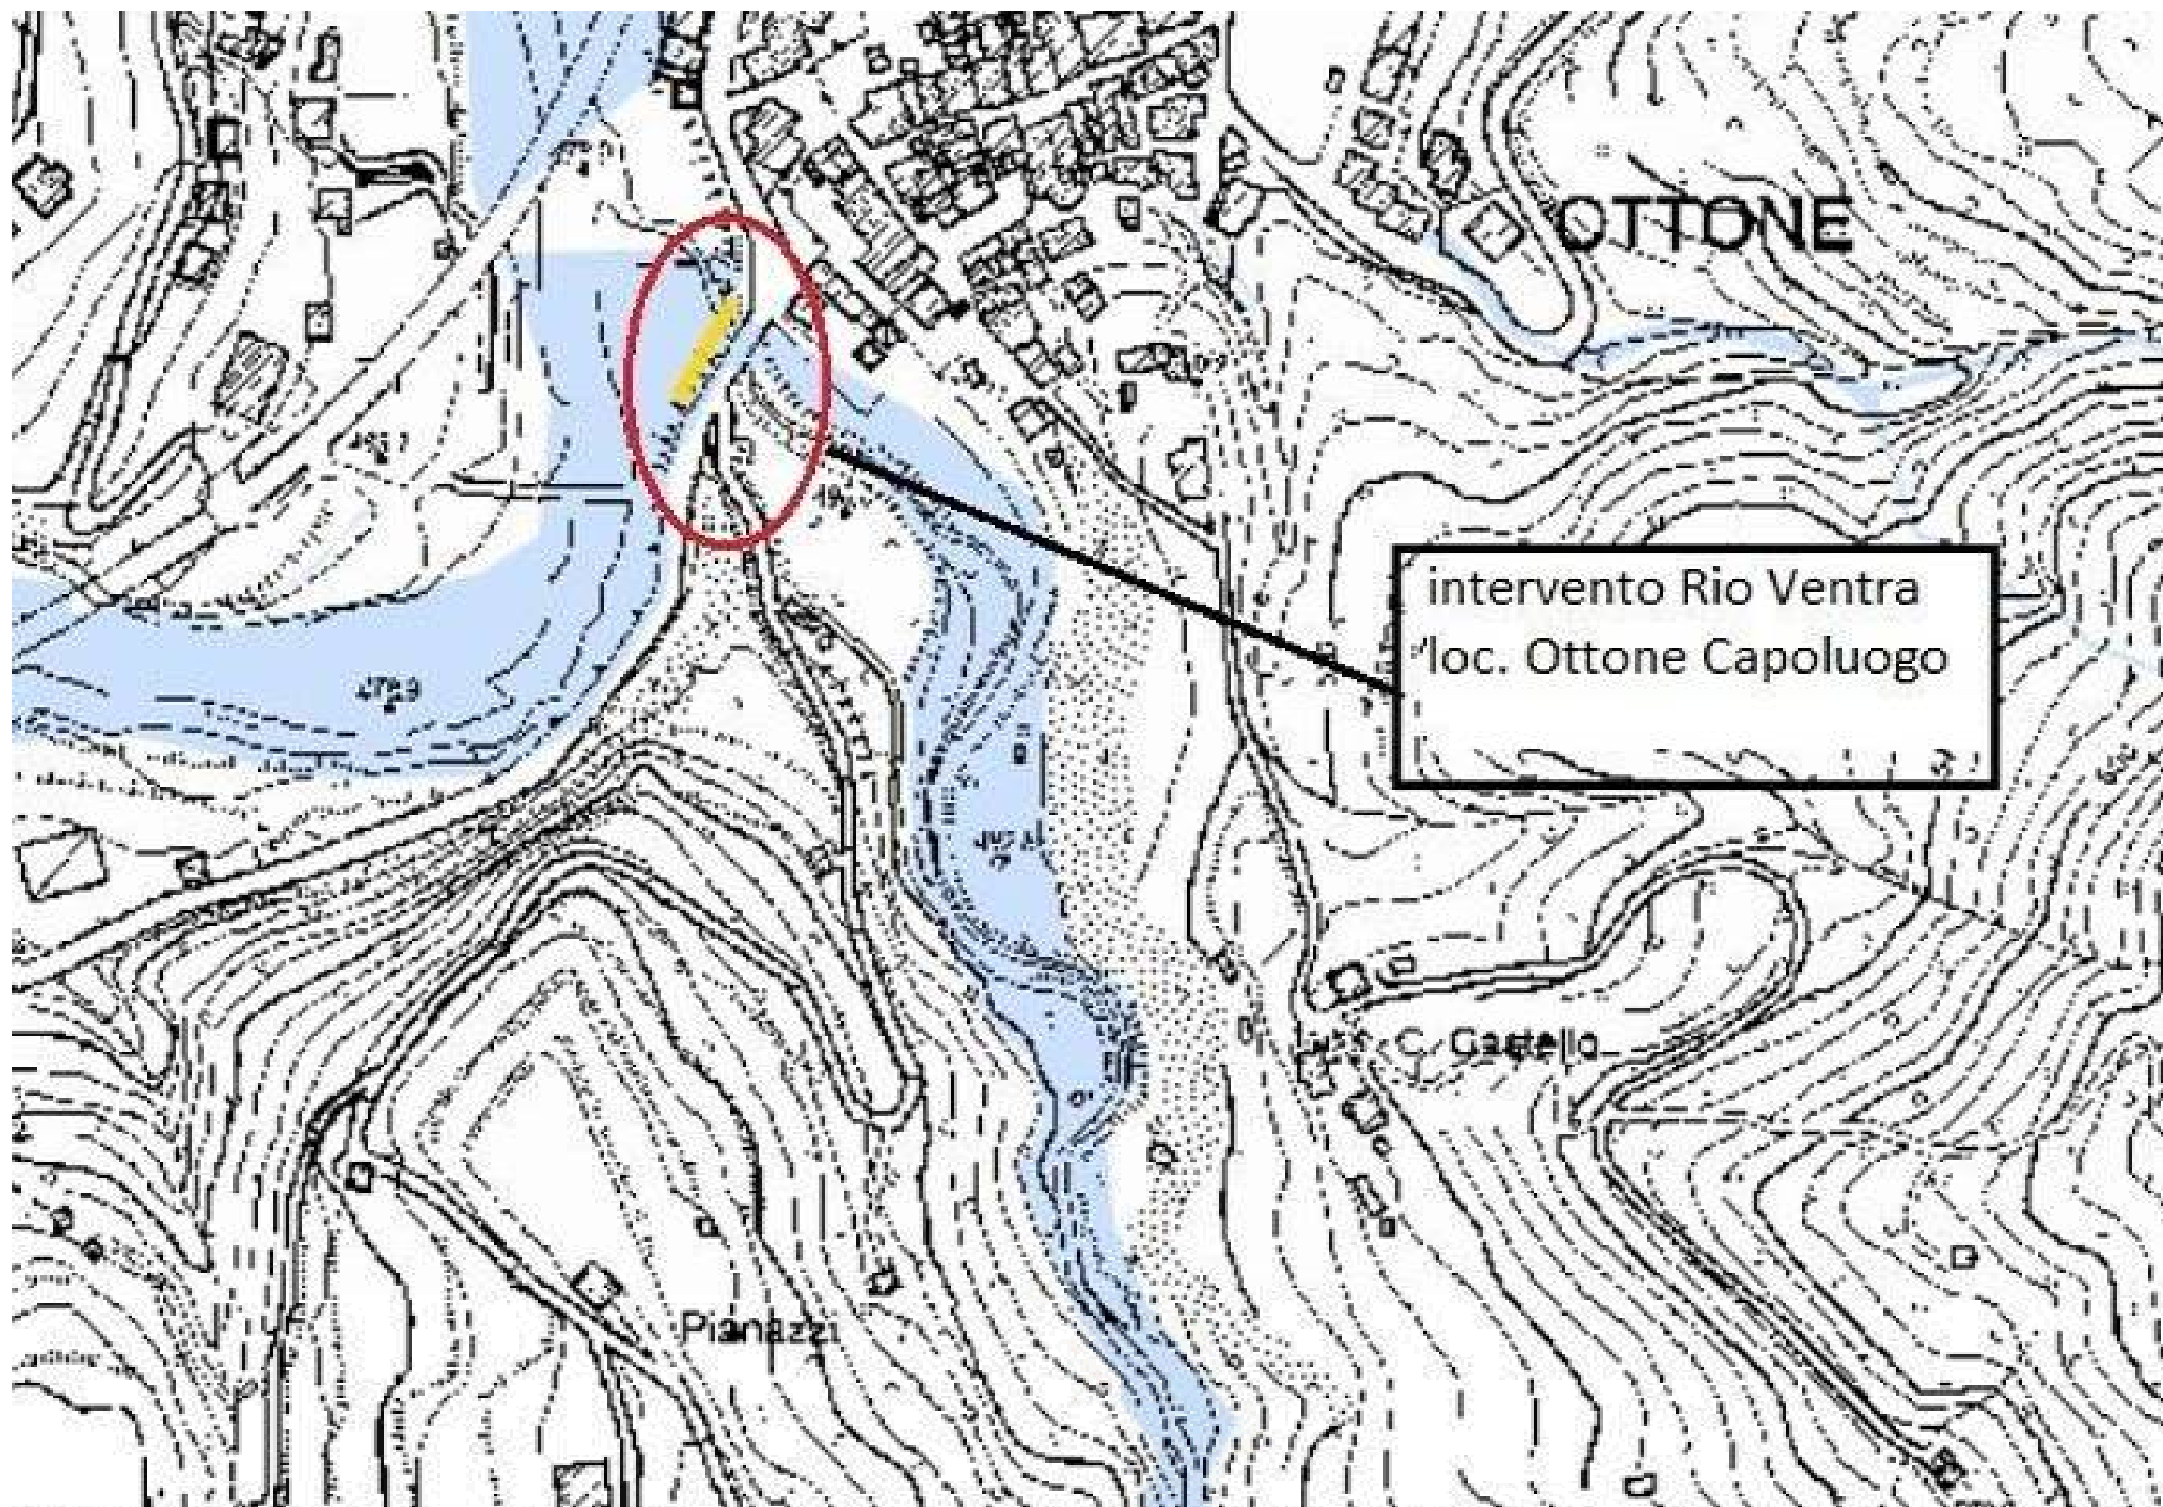 OTTONE
intervento Rio Ventra
'loc. Ottone Capoluogo
C. Castello
Pianazzi